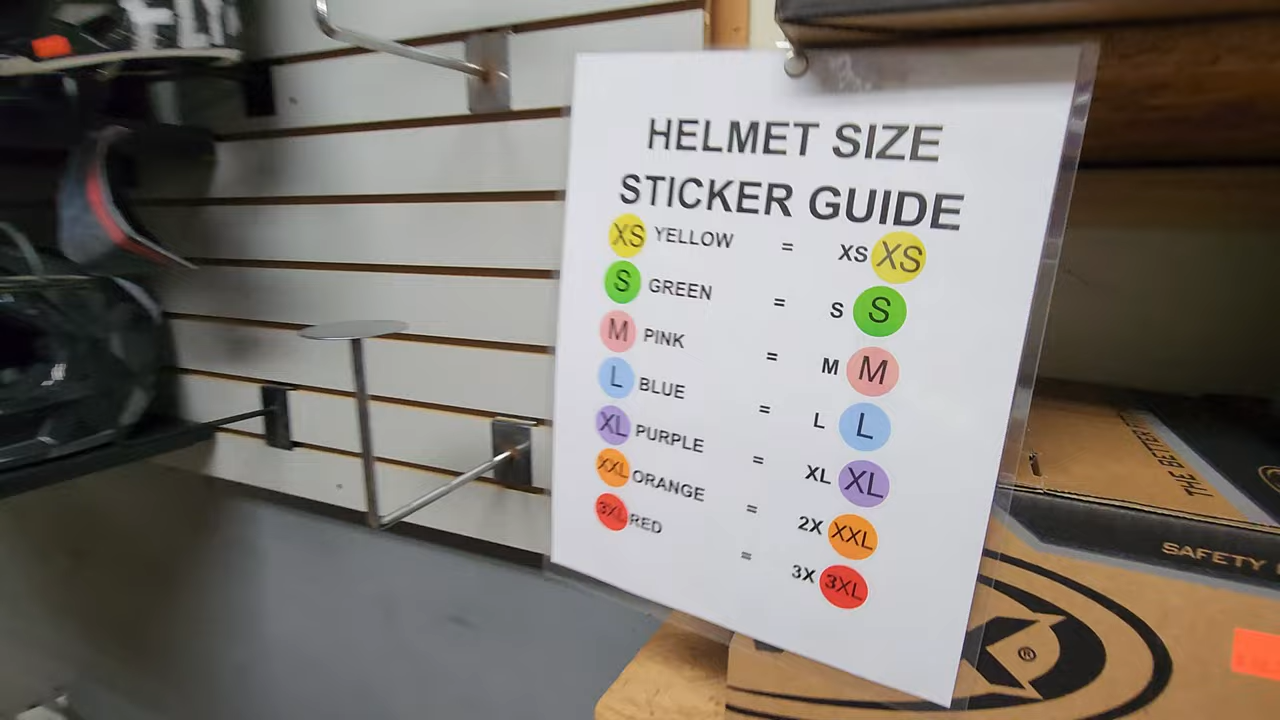 HELMET SIZE
STICKER GUIDE
XS YELLOW = XS XS
S GREEN = S S
M PINK = M M
L BLUE = L L
XL PURPLE = XL XL
XXL ORANGE = 2X XXL
3XL RED = 3X 3XL
THE BETTER
SAFETY
®